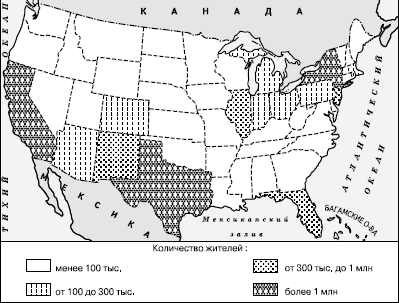 КАНАДА
ТИХИЙ
ОКЕАН
АТЛАНТИЧЕСКИЙ
ОКЕАН
МЕКСИКА
Мексиканский
залив
БАГАМСКИЕ О-ВА
Количество жителей :
менее 100 тыс,
от 300 тыс, до 1 млн
от 100 до 300 тыс.
более 1 млн